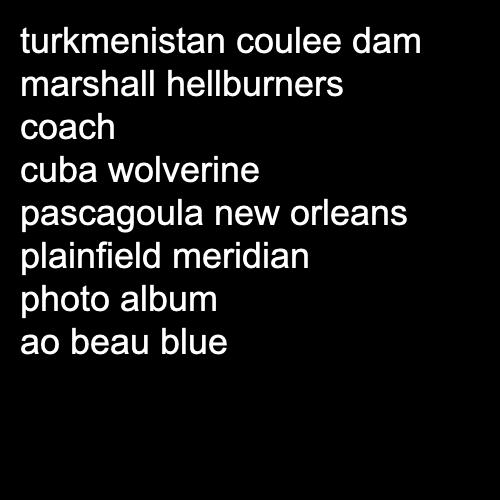 turkmenistan coulee dam
marshall hellburners
coach
cuba wolverine
pascagoula new orleans
plainfield meridian
photo album
ao beau blue